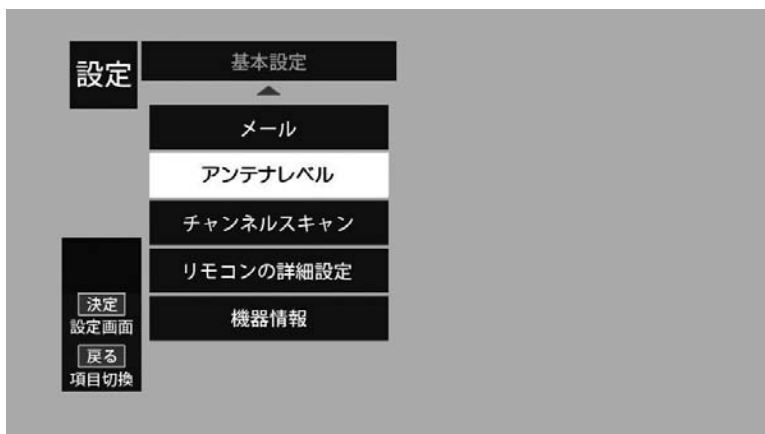 設定
基本設定
メール
アンテナレベル
チャンネルスキャン
リモコンの詳細設定
機器情報
決定
設定画面
戻る
項目切換